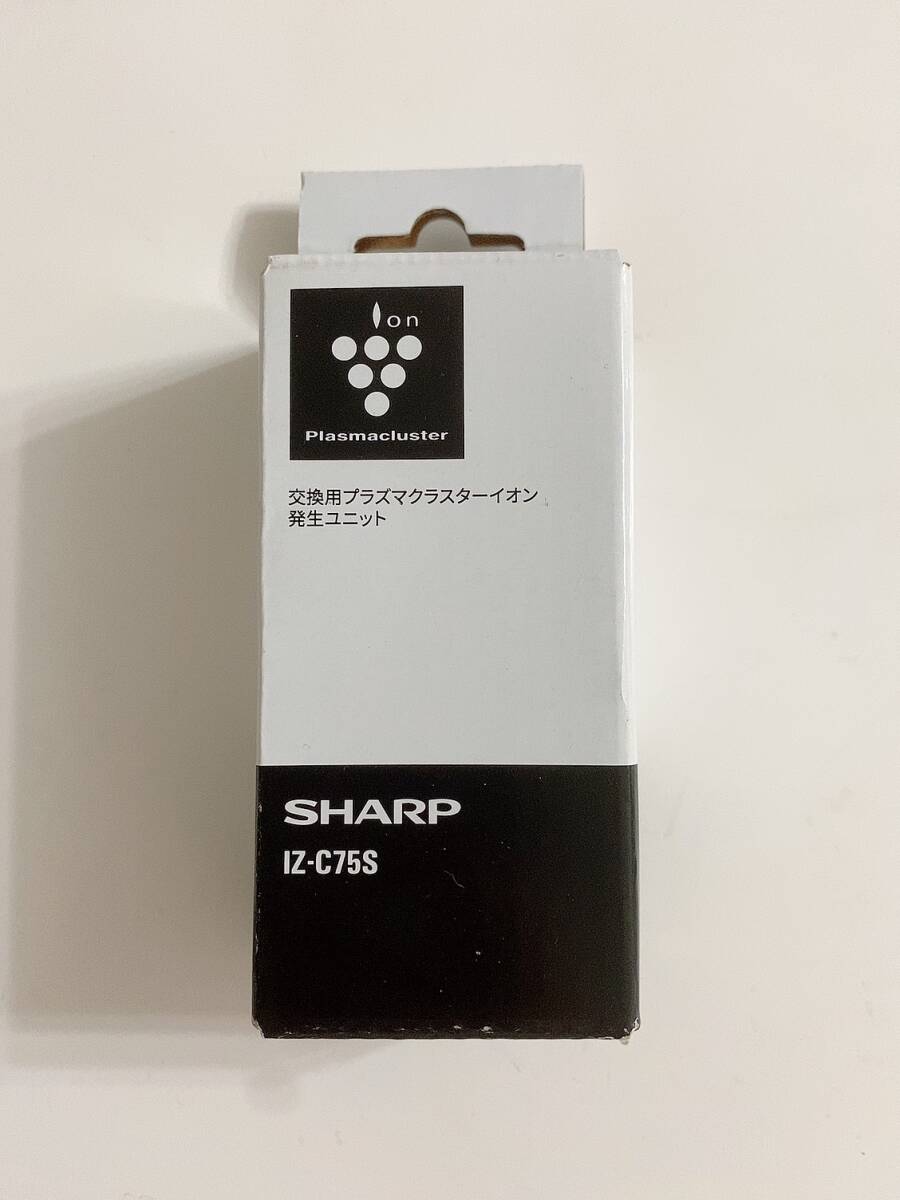 Ion
Plasmacluster
交換用プラズマクラスターイオン
発生ユニット
SHARP
IZ-C75S